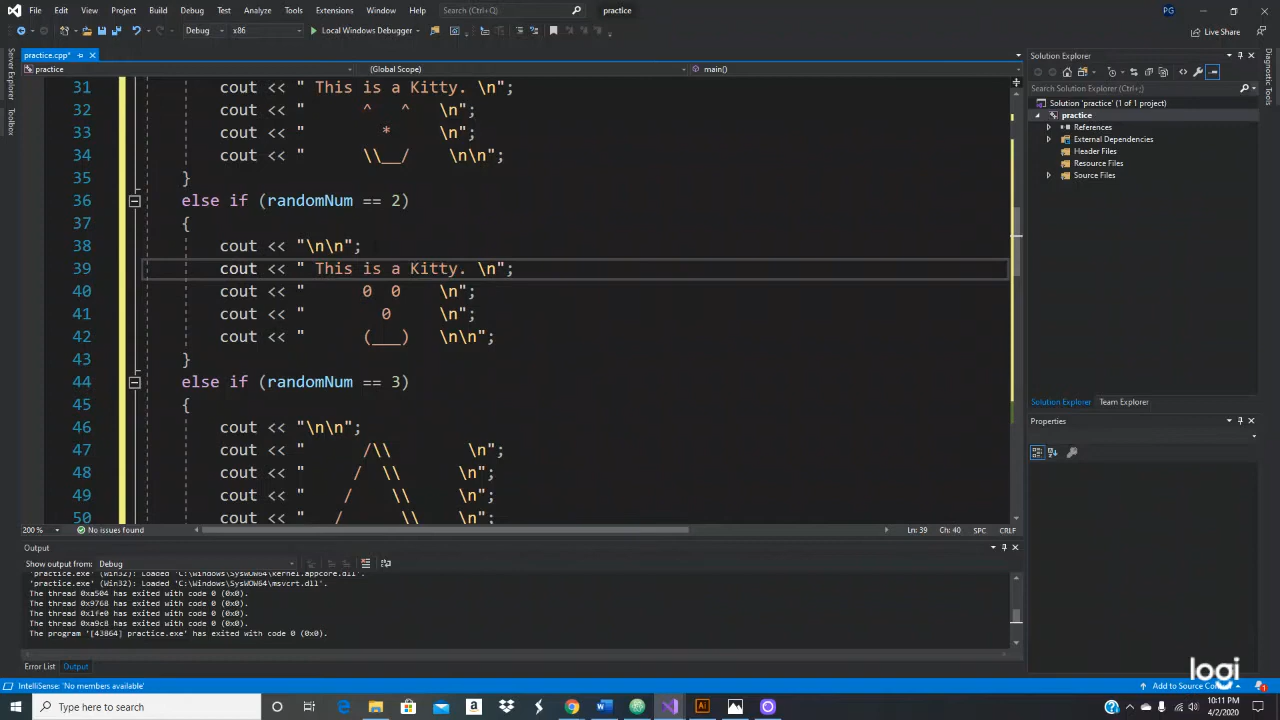 File Edit View Project Build Debug Test Analyze Tools Extensions Window Help Search (Ctrl+Q) practice PG
Debug x86 Local Windows Debugger Live Share
practice.cpp*
practice (Global Scope) main()
Server Explorer
Toolbox
31 cout << " This is a Kitty. \n";
32 cout << "      ^   ^   \n";
33 cout << "        *     \n";
34 cout << "      \\__/    \n\n";
35 }
36 else if (randomNum == 2)
37 {
38 cout << "\n\n";
39 cout << " This is a Kitty. \n";
40 cout << "      0  0    \n";
41 cout << "        0     \n";
42 cout << "      (___)   \n\n";
43 }
44 else if (randomNum == 3)
45 {
46 cout << "\n\n";
47 cout << "      /\\        \n";
48 cout << "     /  \\       \n";
49 cout << "    /    \\     \n";
50 cout << "   /      \\    \n";
200 % No issues found Ln: 39 Ch: 40 SPC CRLF
Output
Show output from: Debug
'practice.exe' (Win32): Loaded 'C:\Windows\SysWOW64\kernel.appcore.dll'.
'practice.exe' (Win32): Loaded 'C:\Windows\SysWOW64\msvcrt.dll'.
The thread 0xa504 has exited with code 0 (0x0).
The thread 0x9768 has exited with code 0 (0x0).
The thread 0x1fe0 has exited with code 0 (0x0).
The thread 0xa9c8 has exited with code 0 (0x0).
The program '[43864] practice.exe' has exited with code 0 (0x0).
Error List Output
Solution Explorer
Search Solution Explorer (Ctrl+;)
Solution 'practice' (1 of 1 project)
practice
References
External Dependencies
Header Files
Resource Files
Source Files
Solution Explorer Team Explorer
Properties
Diagnostic Tools
logi
IntelliSense: 'No members available' Add to Source Con
Type here to search
10:11 PM
4/2/2020